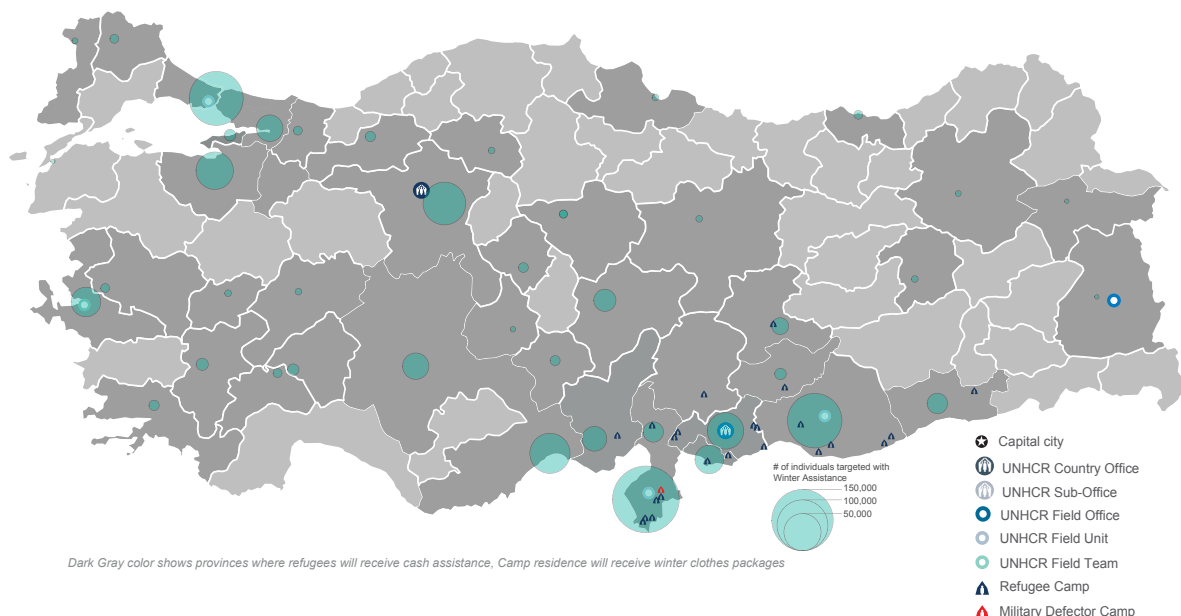 # of individuals targeted with
Winter Assistance
150,000
100,000
50,000
Capital city
UNHCR Country Office
UNHCR Sub-Office
UNHCR Field Office
UNHCR Field Unit
UNHCR Field Team
Refugee Camp
Military Defector Camp
Dark Gray color shows provinces where refugees will receive cash assistance, Camp residence will receive winter clothes packages